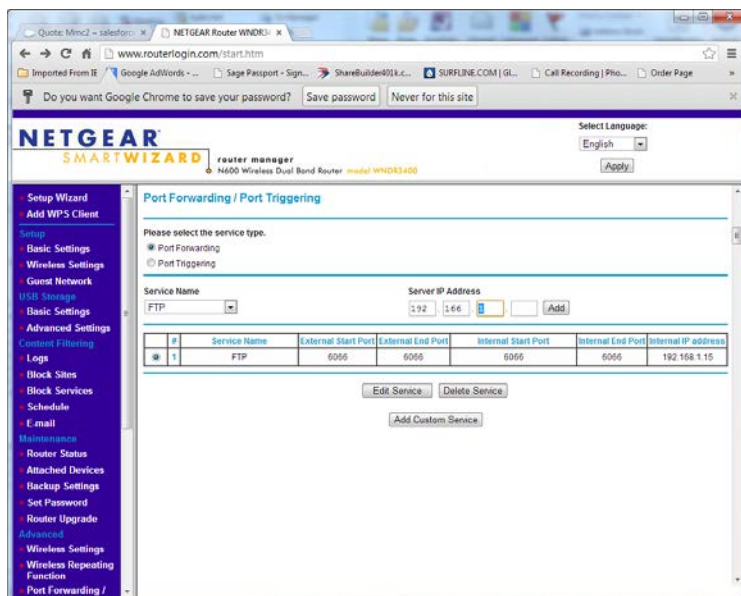 Quote: Mimc2 ~ salesforc
NETGEAR Router WNDR34
www.routerlogin.com/start.htm
Imported From IE
Google AdWords - ...
Sage Passport - Sign...
ShareBuilder401k.c...
SURFLINE.COM | Gl...
Call Recording | Pho...
Order Page
»
Do you want Google Chrome to save your password?
Save password
Never for this site
NETGEAR
SMARTWIZARD
router manager
N600 Wireless Dual Band Router model WNDR3400
Select Language:
English
Apply
Setup Wizard
Add WPS Client
Setup
Basic Settings
Wireless Settings
Guest Network
USB Storage
Basic Settings
Advanced Settings
Content Filtering
Logs
Block Sites
Block Services
Schedule
E-mail
Maintenance
Router Status
Attached Devices
Backup Settings
Set Password
Router Upgrade
Advanced
Wireless Settings
Wireless Repeating
Function
Port Forwarding /
Port Forwarding / Port Triggering
Please select the service type.
Port Forwarding
Port Triggering
Service Name
FTP
Server IP Address
192 . 166 . 1 .
Add
# Service Name External Start Port External End Port Internal Start Port Internal End Port Internal IP address
1 FTP 6066 6066 6066 6066 192.168.1.15
Edit Service
Delete Service
Add Custom Service